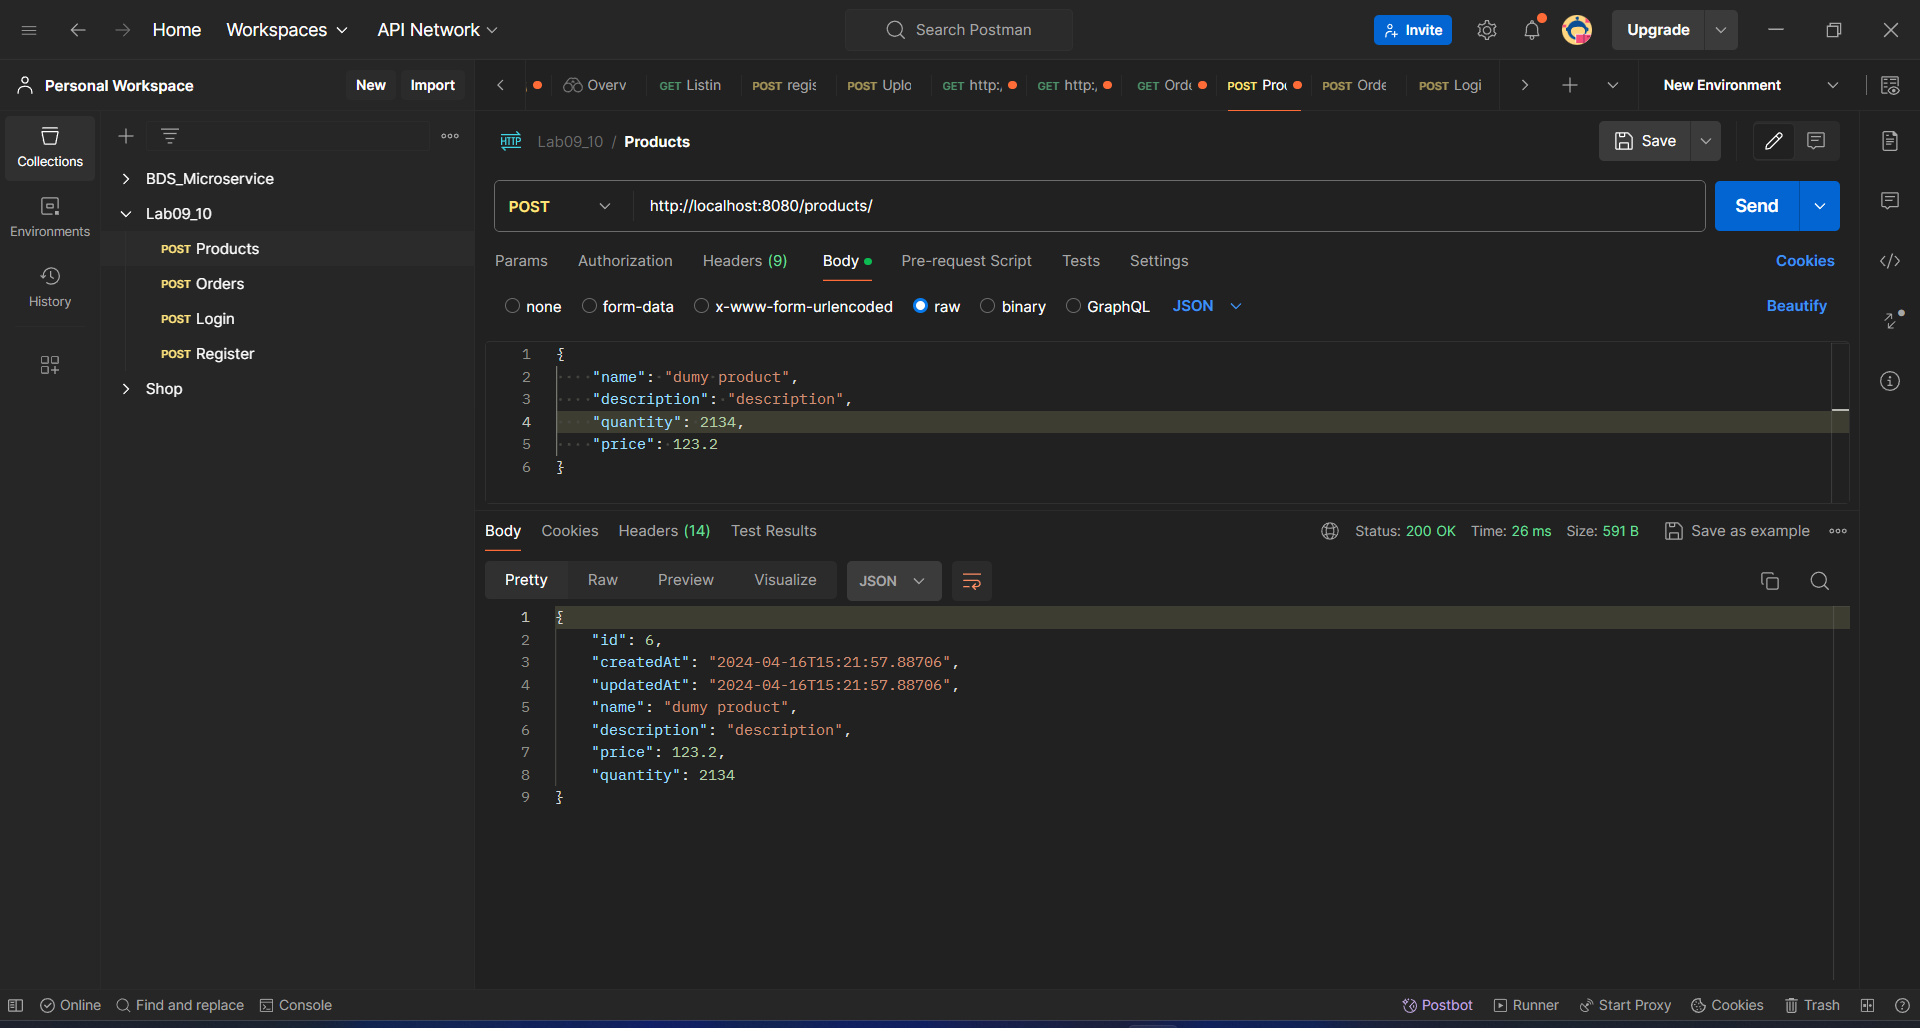 Home
Workspaces
API Network
Search Postman
Invite
Upgrade
Personal Workspace
New
Import
Overv
GET Listin
POST regis
POST Uplo
GET http:,
GET http:,
GET Orde
POST Proc
POST Orde
POST Logi
New Environment
Collections
Environments
History
BDS_Microservice
Lab09_10
POST Products
POST Orders
POST Login
POST Register
Shop
HTTP Lab09_10 / Products
Save
POST
http://localhost:8080/products/
Send
Params
Authorization
Headers (9)
Body
Pre-request Script
Tests
Settings
Cookies
none
form-data
x-www-form-urlencoded
raw
binary
GraphQL
JSON
Beautify
1 {
2 "name": "dumy product",
3 "description": "description",
4 "quantity": 2134,
5 "price": 123.2
6 }
Body
Cookies
Headers (14)
Test Results
Status: 200 OK
Time: 26 ms
Size: 591 B
Save as example
Pretty
Raw
Preview
Visualize
JSON
1 {
2 "id": 6,
3 "createdAt": "2024-04-16T15:21:57.88706",
4 "updatedAt": "2024-04-16T15:21:57.88706",
5 "name": "dumy product",
6 "description": "description",
7 "price": 123.2,
8 "quantity": 2134
9 }
Online
Find and replace
Console
Postbot
Runner
Start Proxy
Cookies
Trash